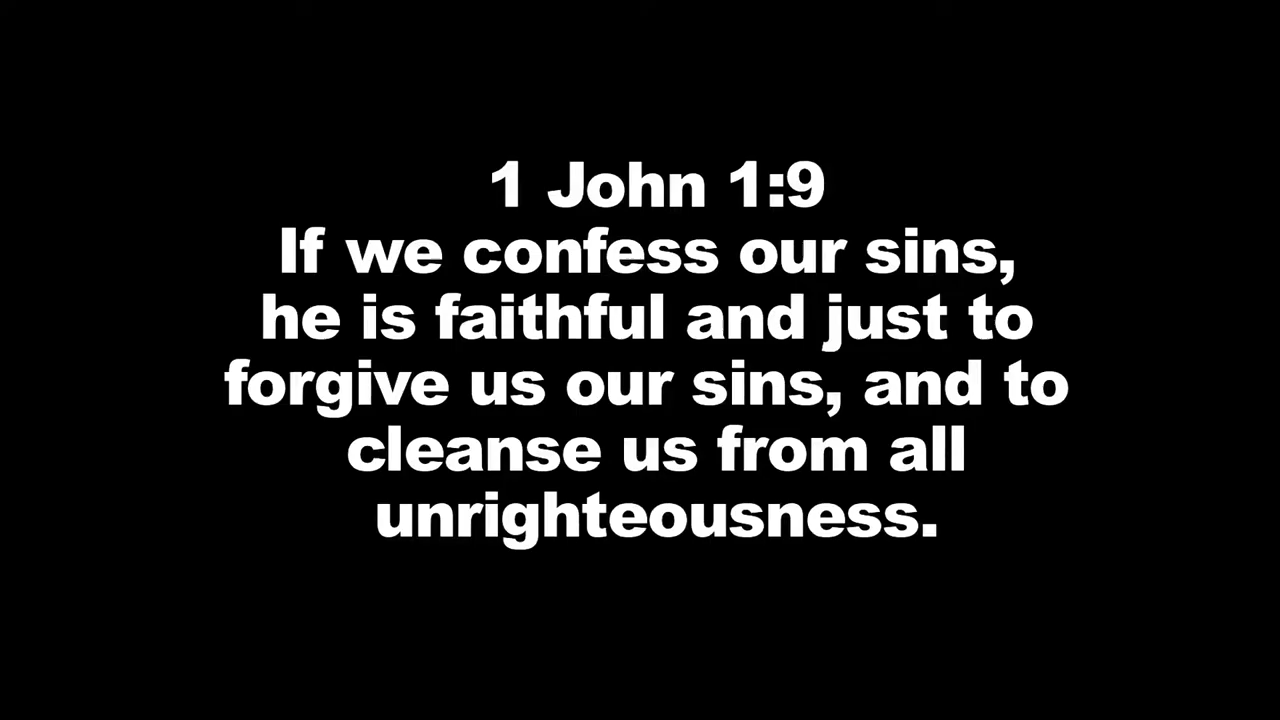 1 John 1:9
If we confess our sins,
he is faithful and just to
forgive us our sins, and to
cleanse us from all
unrighteousness.